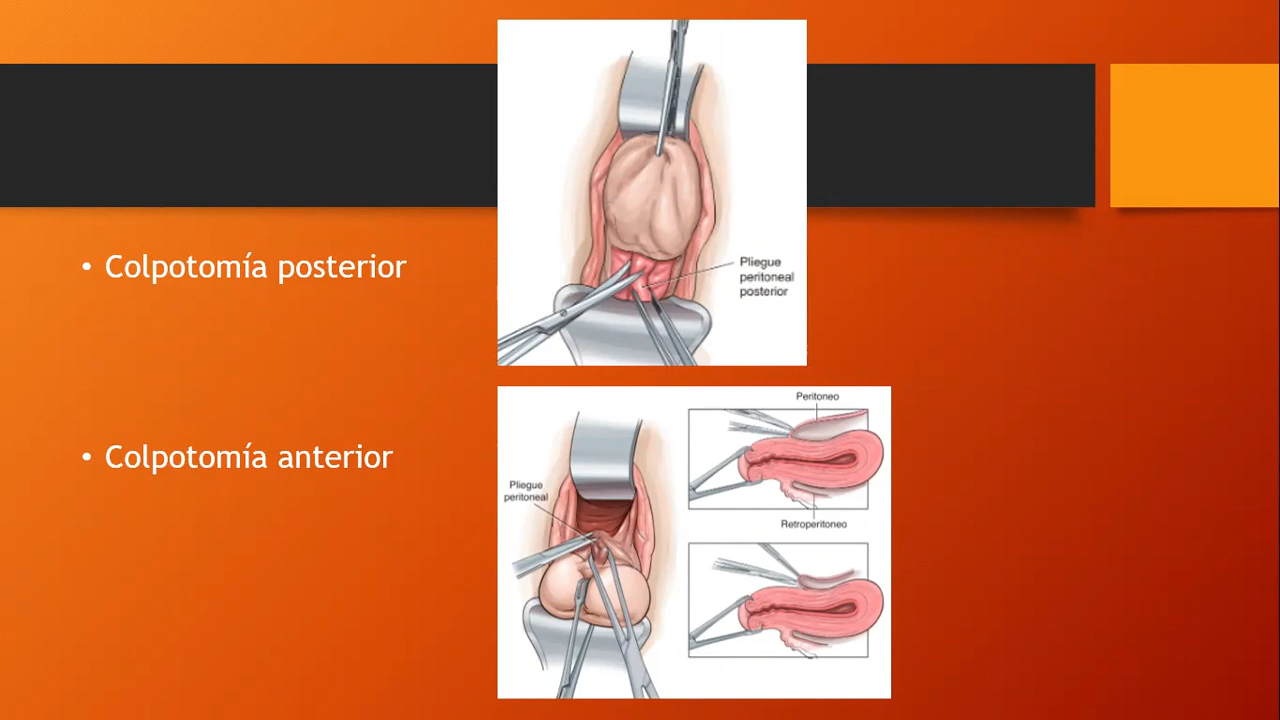 • Colpotomía posterior
Pliegue
peritoneal
posterior
• Colpotomía anterior
Pliegue
peritoneal
Peritoneo
Retroperitoneo